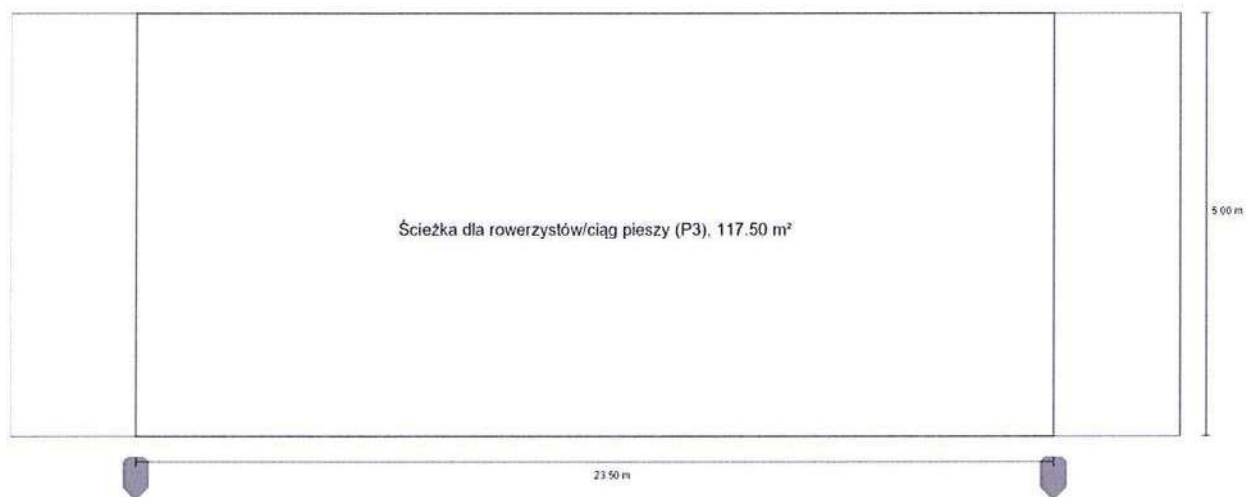 5.00 m
Ścieżka dla rowerzystów/ciąg pieszy (P3), 117.50 m²
23.50 m